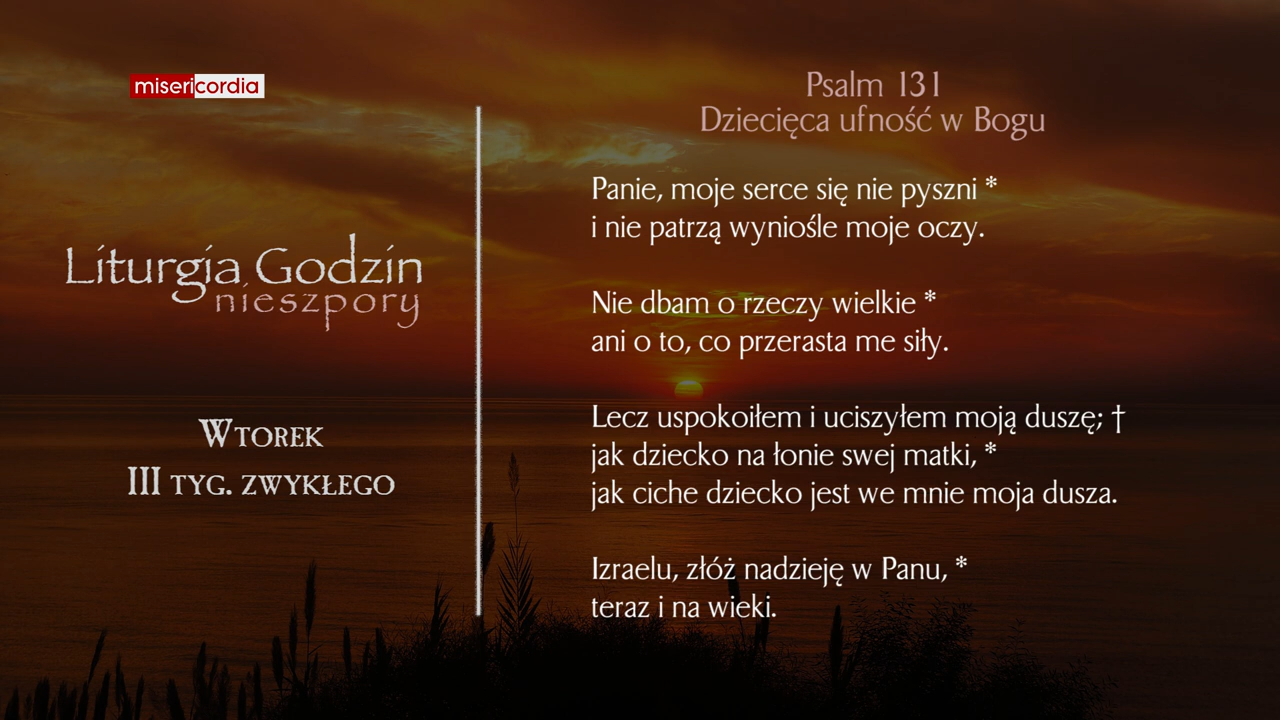 misericordia
Liturgia Godzin
nieszpory
Wtorek
III tyg. zwykłego
Psalm 131
Dziecięca ufność w Bogu
Panie, moje serce się nie pyszni *
i nie patrzą wyniośle moje oczy.
Nie dbam o rzeczy wielkie *
ani o to, co przerasta me siły.
Lecz uspokoiłem i uciszyłem moją duszę; †
jak dziecko na łonie swej matki, *
jak ciche dziecko jest we mnie moja dusza.
Izraelu, złóż nadzieję w Panu, *
teraz i na wieki.